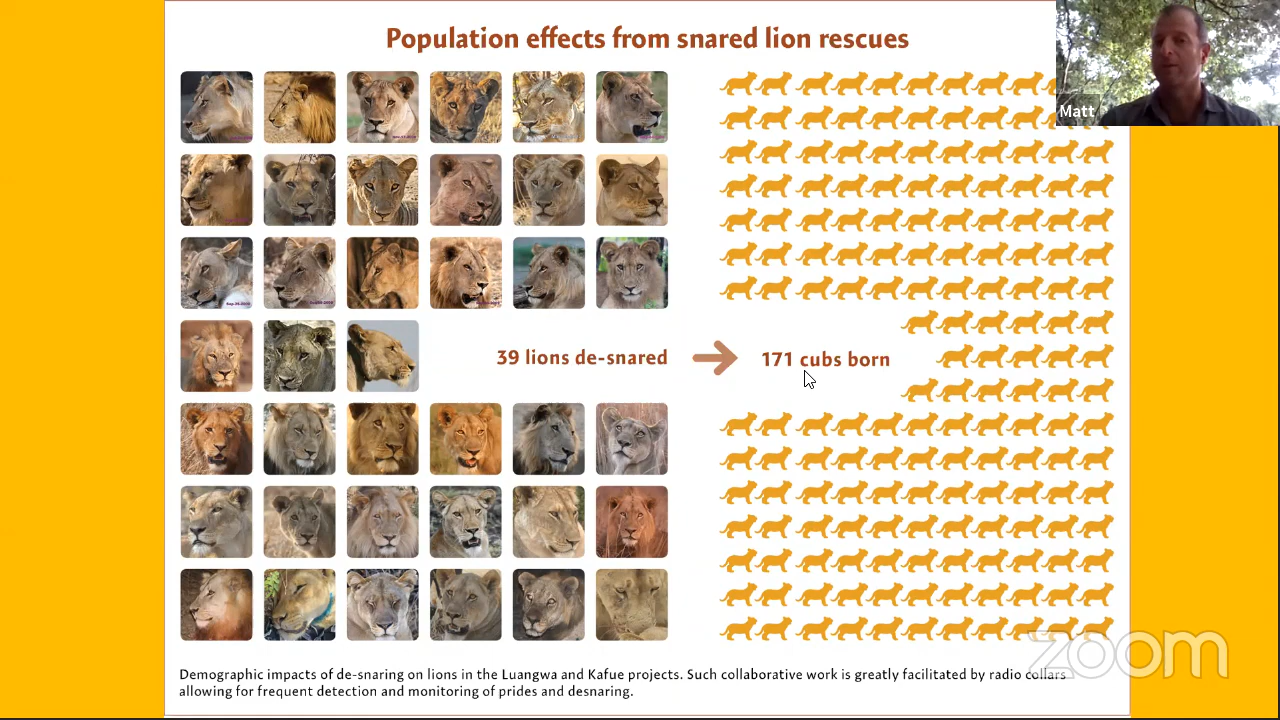 Population effects from snared lion rescues
Matt
39 lions de-snared
171 cubs born
Demographic impacts of de-snaring on lions in the Luangwa and Kafue projects. Such collaborative work is greatly facilitated by radio collars
allowing for frequent detection and monitoring of prides and desnaring.
zoom